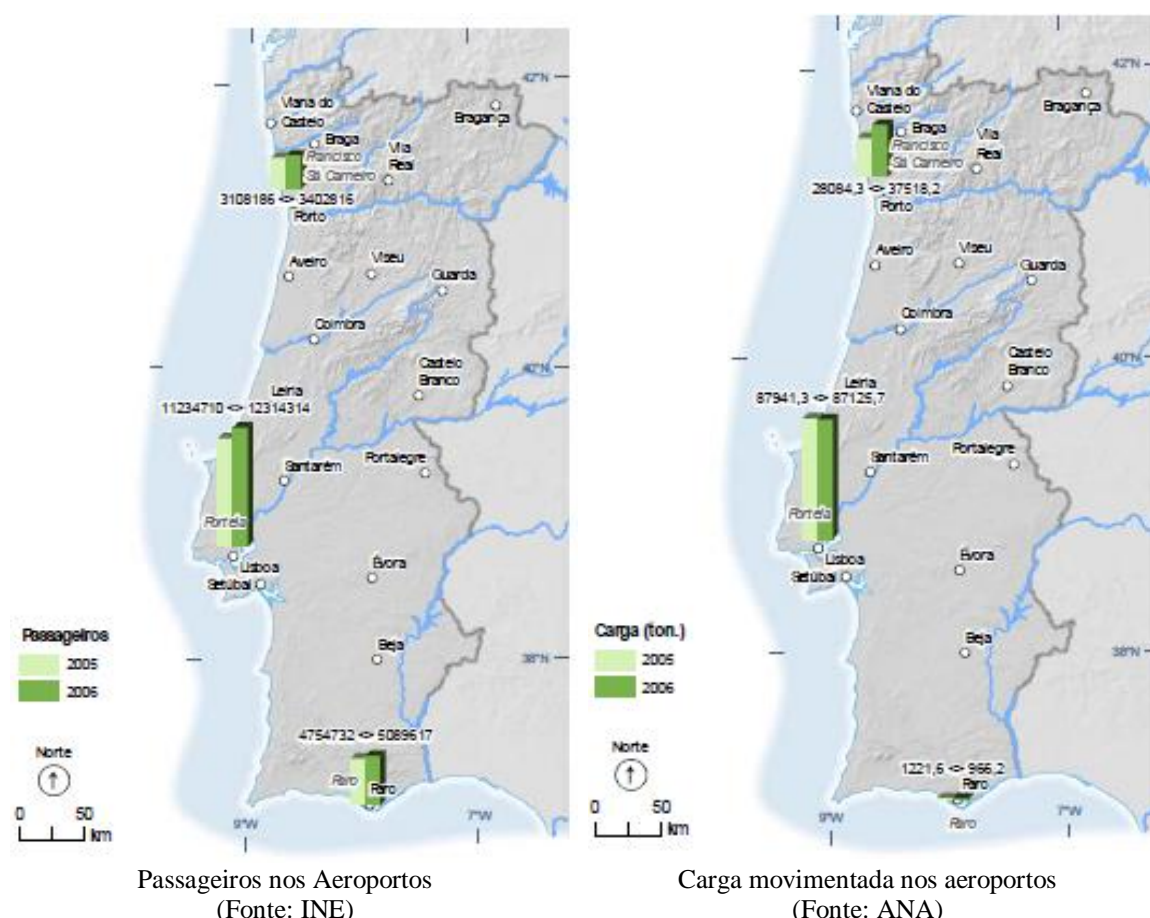 42°N
Viana do
Castelo
Bragança
Braga
Francisco
Sá Carneiro
Vila
Real
3108186 <> 3402816
Porto
Aveiro
Viseu
Guarda
Coimbra
Castelo
Branco
40°N
Leiria
11234710 <> 12314314
Santarém
Portalegre
Portela
Lisboa
Setúbal
Évora
Passageiros
2005
2006
Beja
38°N
4754732 <> 5089617
Norte
Faro
Faro
0 50
km
9°W
7°W
Passageiros nos Aeroportos
(Fonte: INE)
42°N
Viana do
Castelo
Bragança
Braga
Francisco
Sá Carneiro
Vila
Real
28084,3 <> 37518,2
Porto
Aveiro
Viseu
Guarda
Coimbra
Castelo
Branco
40°N
Leiria
87941,3 <> 87125,7
Santarém
Portalegre
Portela
Lisboa
Setúbal
Évora
Carga (ton.)
2005
2006
Beja
38°N
1221,6 <> 966,2
Norte
Faro
Faro
0 50
km
9°W
7°W
Carga movimentada nos aeroportos
(Fonte: ANA)